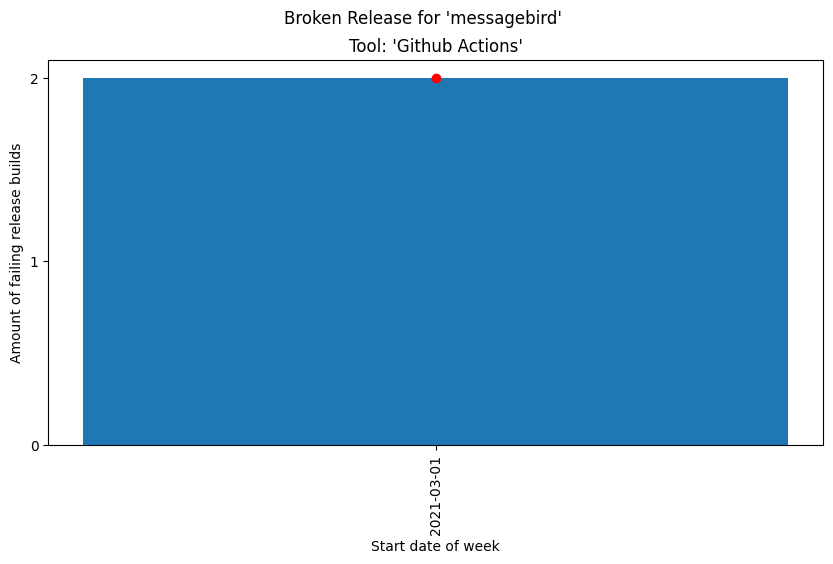 Broken Release for 'messagebird'
Tool: 'Github Actions'
Amount of failing release builds
2
1
0
2021-03-01
Start date of week